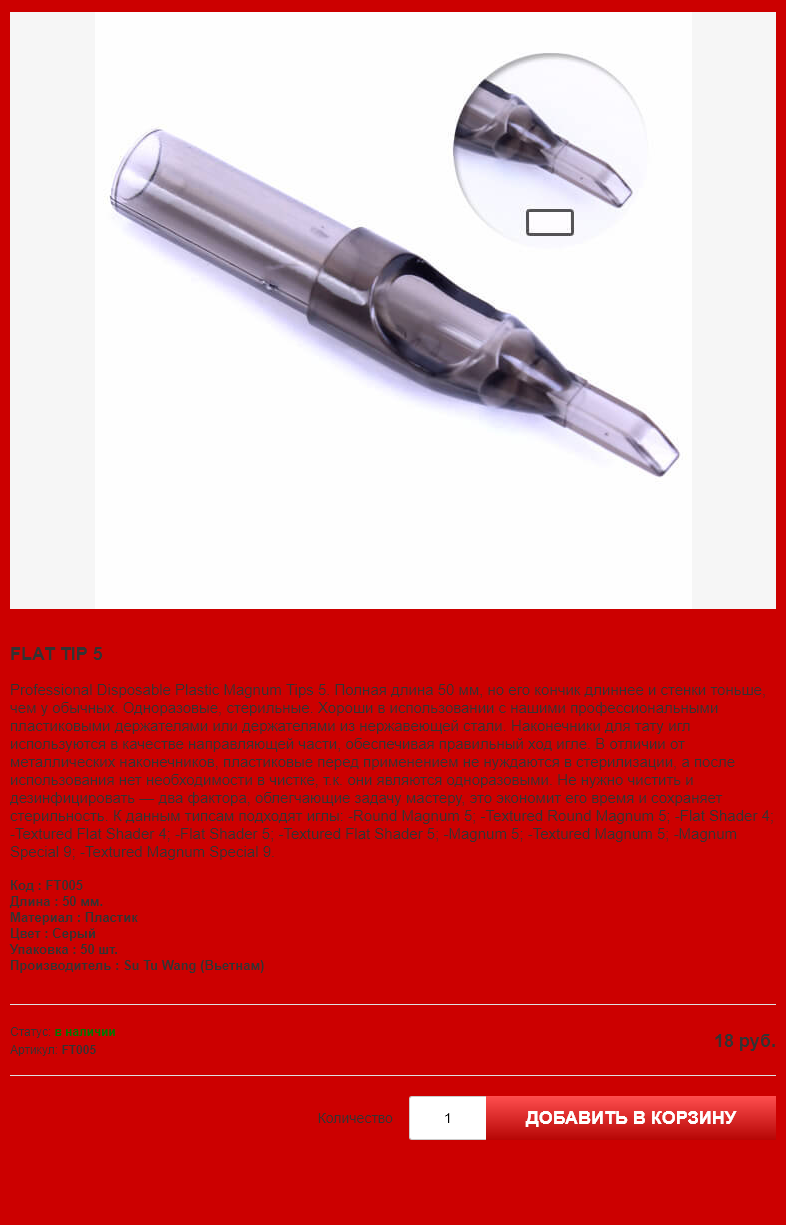 FLAT TIP 5
Professional Disposable Plastic Magnum Tips 5. Полная длина 50 мм, но его кончик длиннее и стенки тоньше,
чем у обычных. Одноразовые, стерильные. Хороши в использовании с нашими профессиональными
пластиковыми держателями или держателями из нержавеющей стали. Наконечники для тату игл
используются в качестве направляющей части, обеспечивая правильный ход игле. В отличии от
металлических наконечников, пластиковые перед применением не нуждаются в стерилизации, а после
использования нет необходимости в чистке, т.к. они являются одноразовыми. Не нужно чистить и
дезинфицировать — два фактора, облегчающие задачу мастеру, это экономит его время и сохраняет
стерильность. К данным типсам подходят иглы: -Round Magnum 5; -Textured Round Magnum 5; -Flat Shader 4;
-Textured Flat Shader 4; -Flat Shader 5; -Textured Flat Shader 5; -Magnum 5; -Textured Magnum 5; -Magnum
Special 9; -Textured Magnum Special 9
Код : FT005
Длина : 50 мм.
Материал : Пластик
Цвет : Серый
Упаковка : 50 шт.
Производитель : Su Tu Wang (Вьетнам)
Статус: в наличии
Артикул: FT005
18 руб.
Количество 1 ДОБАВИТЬ В КОРЗИНУ